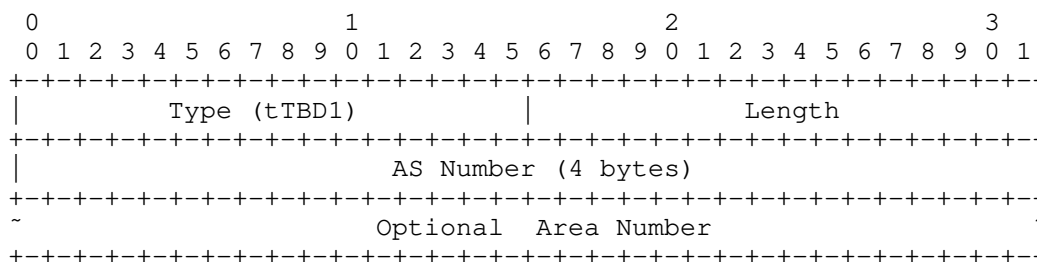 0                   1                   2                   3
0 1 2 3 4 5 6 7 8 9 0 1 2 3 4 5 6 7 8 9 0 1 2 3 4 5 6 7 8 9 0 1
+-+-+-+-+-+-+-+-+-+-+-+-+-+-+-+-+-+-+-+-+-+-+-+-+-+-+-+-+-+-+-+-
|         Type (tTBD1)          |             Length
+-+-+-+-+-+-+-+-+-+-+-+-+-+-+-+-+-+-+-+-+-+-+-+-+-+-+-+-+-+-+-+-
|                       AS Number (4 bytes)
+-+-+-+-+-+-+-+-+-+-+-+-+-+-+-+-+-+-+-+-+-+-+-+-+-+-+-+-+-+-+-+-
~                      Optional  Area Number                    ~
+-+-+-+-+-+-+-+-+-+-+-+-+-+-+-+-+-+-+-+-+-+-+-+-+-+-+-+-+-+-+-+-